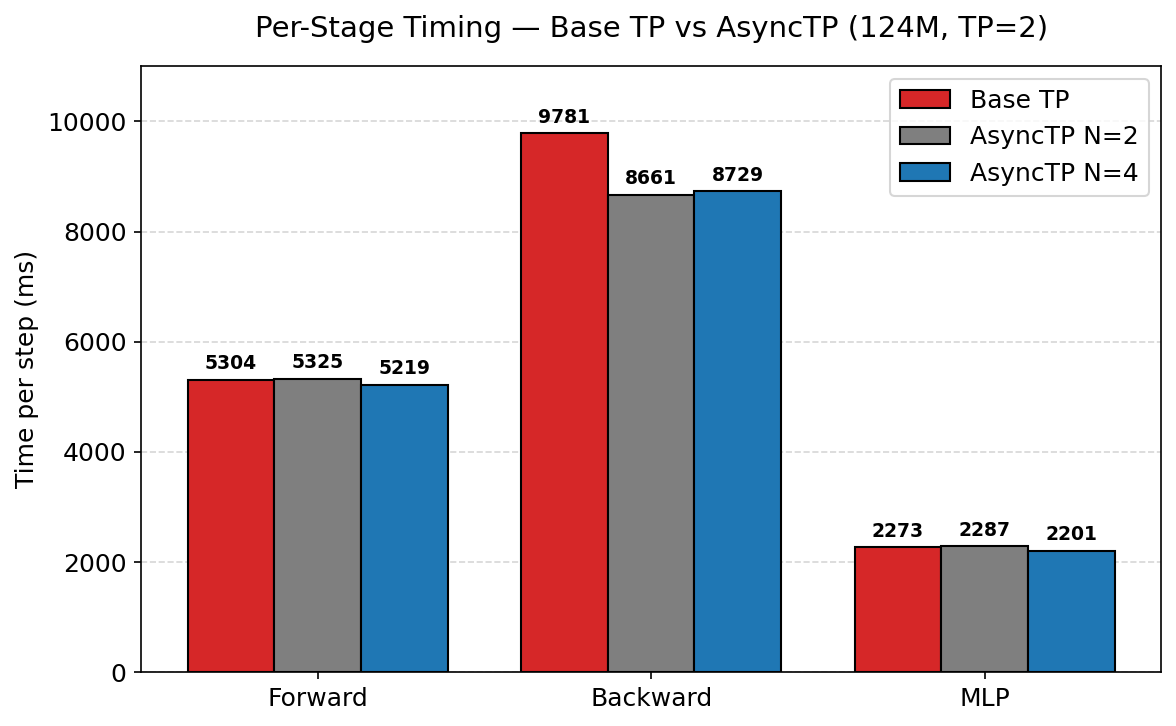 Per-Stage Timing — Base TP vs AsyncTP (124M, TP=2)
Base TP
AsyncTP N=2
AsyncTP N=4
Time per step (ms)
10000
8000
6000
4000
2000
0
5304
5325
5219
9781
8661
8729
2273
2287
2201
Forward
Backward
MLP